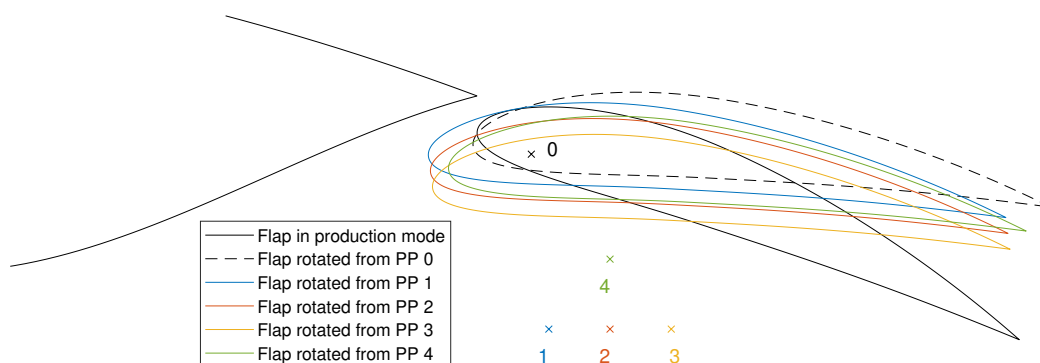 0
Flap in production mode
Flap rotated from PP 0
Flap rotated from PP 1
Flap rotated from PP 2
Flap rotated from PP 3
Flap rotated from PP 4
4
1 2 3